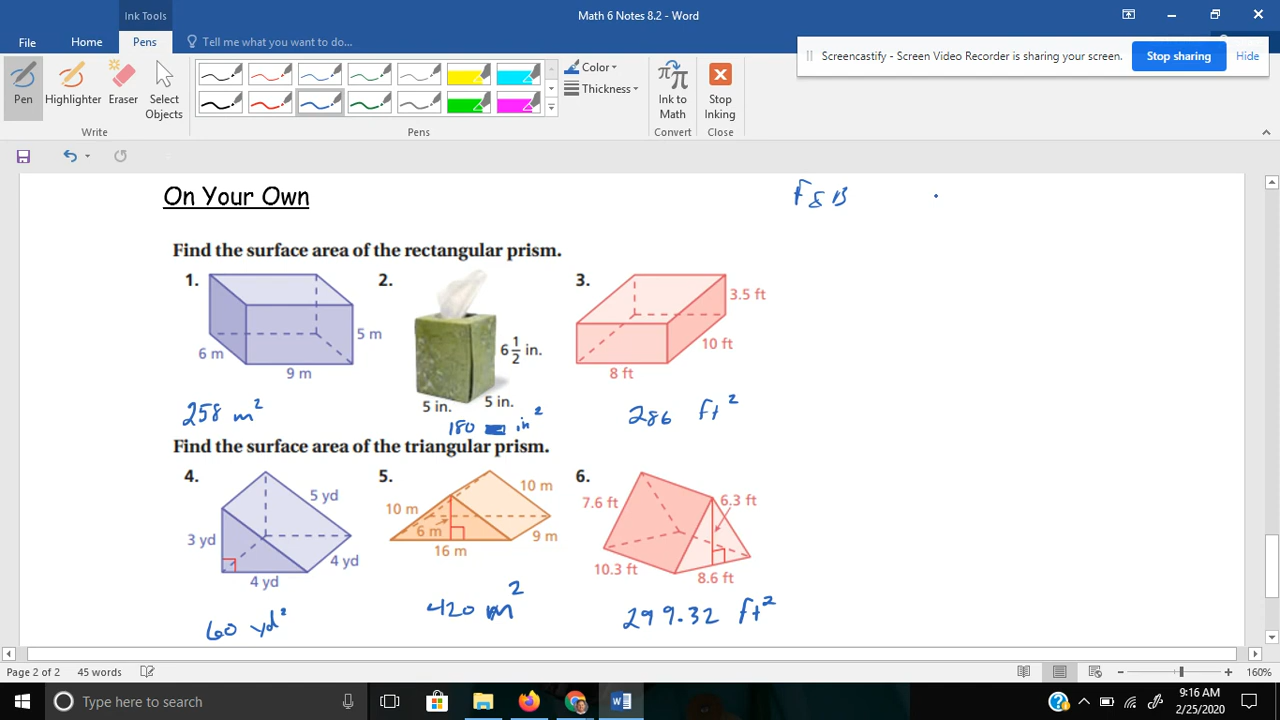 Ink Tools
Math 6 Notes 8.2 - Word
File Home Pens Tell me what you want to do...
Screencastify - Screen Video Recorder is sharing your screen. Stop sharing Hide
Pen Highlighter Eraser Select Objects
Color
Thickness
Ink to Math Stop Inking
Write Pens Convert Close
On Your Own
F & B
Find the surface area of the rectangular prism.
1. 2. 3.
3.5 ft
5 m
6 1/2 in.
10 ft
6 m
9 m
8 ft
5 in. 5 in.
258 m²
180 in²
286 ft²
Find the surface area of the triangular prism.
4. 5. 6.
5 yd
3 yd
4 yd
4 yd
10 m
10 m
6 m
9 m
16 m
7.6 ft
6.3 ft
10.3 ft
8.6 ft
60 yd²
420 m²
299.32 ft²
Page 2 of 2 45 words
160%
Type here to search
9:16 AM
2/25/2020